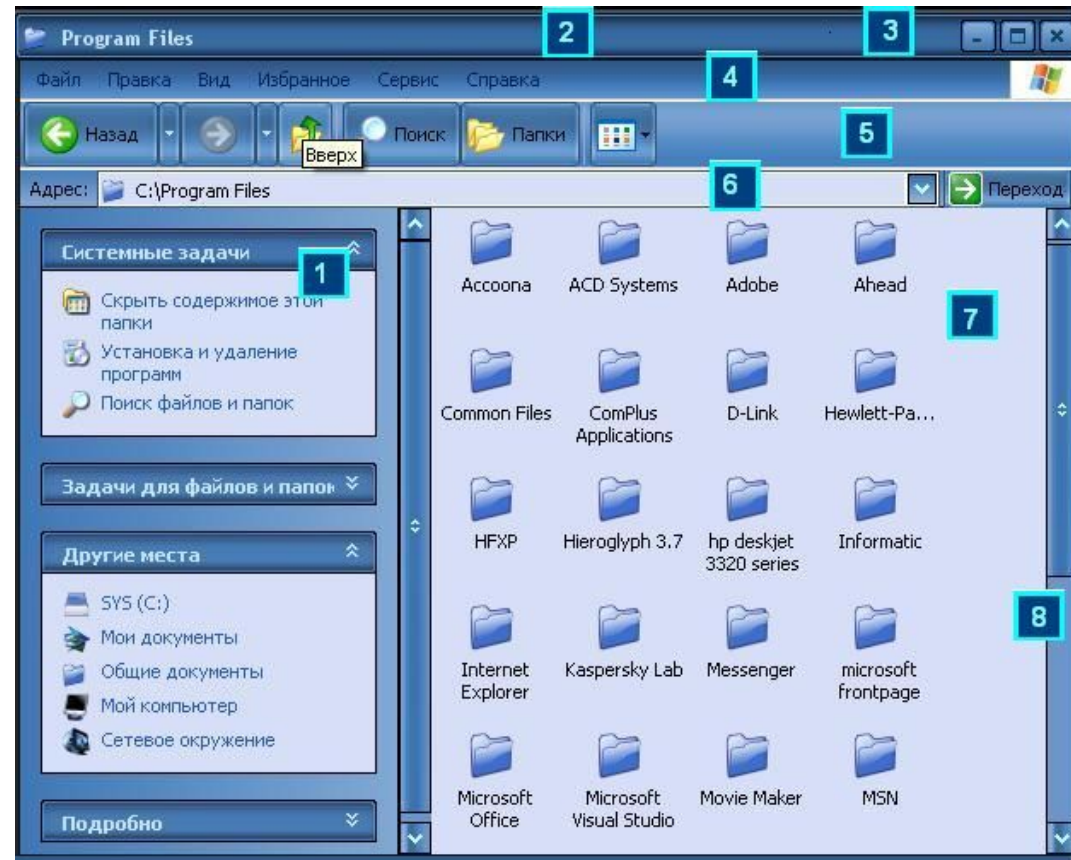 Program Files
2
3
Файл Правка Вид Избранное Сервис Справка
4
Назад
Поиск
Папки
5
Вверх
Адрес: C:\Program Files
6
Переход
Системные задачи
1
Скрыть содержимое этой
папки
Установка и удаление
программ
Поиск файлов и папок
Задачи для файлов и папок
Другие места
SYS (C:)
Мои документы
Общие документы
Мой компьютер
Сетевое окружение
Подробно
Accoona ACD Systems Adobe Ahead
7
Common Files ComPlus
Applications D-Link Hewlett-Pa...
HFXP Hieroglyph 3.7 hp deskjet
3320 series Informatic
8
Internet
Explorer Kaspersky Lab Messenger microsoft
frontpage
Microsoft
Office Microsoft
Visual Studio Movie Maker MSN